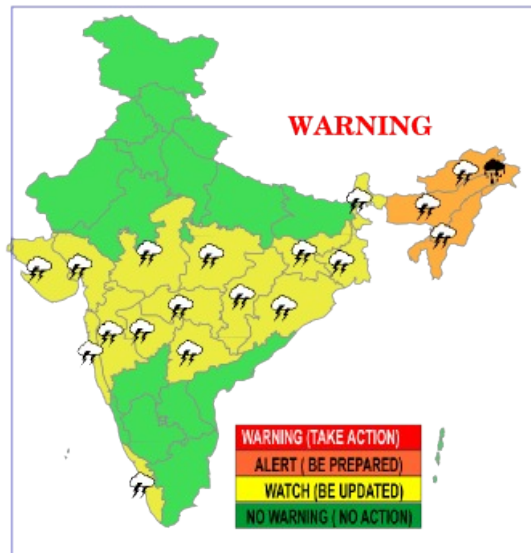 WARNING
WARNING (TAKE ACTION)
ALERT ( BE PREPARED)
WATCH (BE UPDATED)
NO WARNING ( NO ACTION)